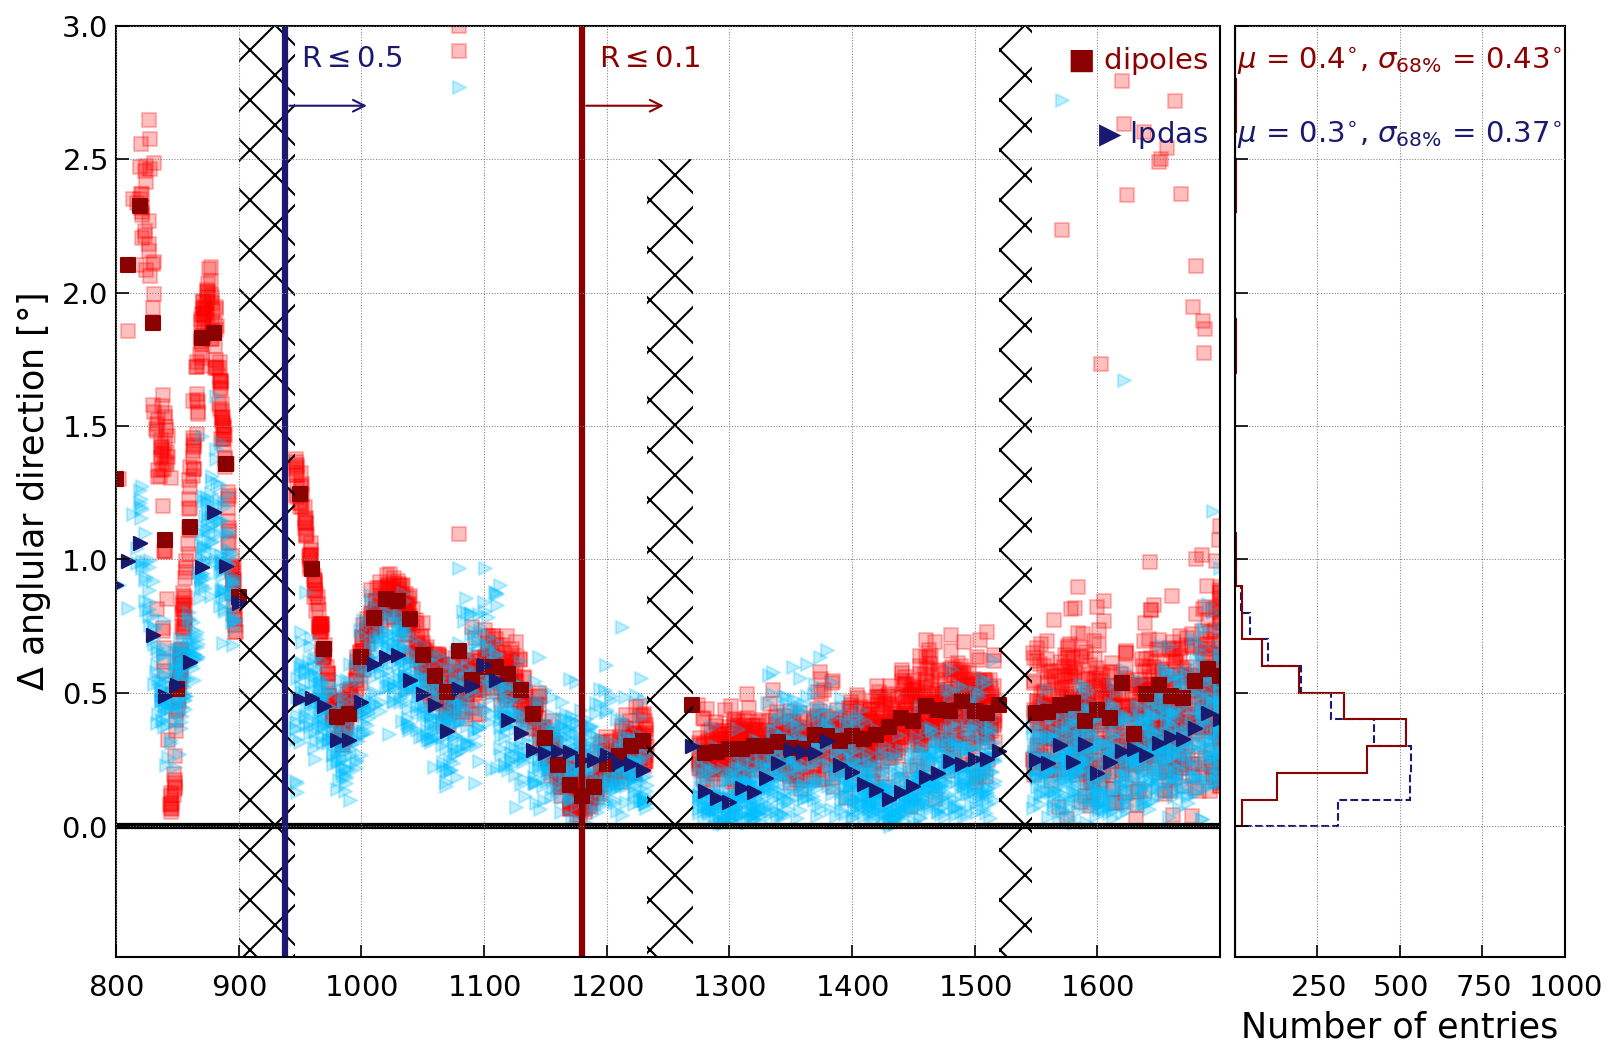 3.0
2.5
2.0
1.5
1.0
0.5
0.0
Δ anglular direction [°]
R ≤ 0.5
R ≤ 0.1
dipoles
lpdas
μ = 0.4°, σ68% = 0.43°
μ = 0.3°, σ68% = 0.37°
800 900 1000 1100 1200 1300 1400 1500 1600
250 500 750 1000
Number of entries